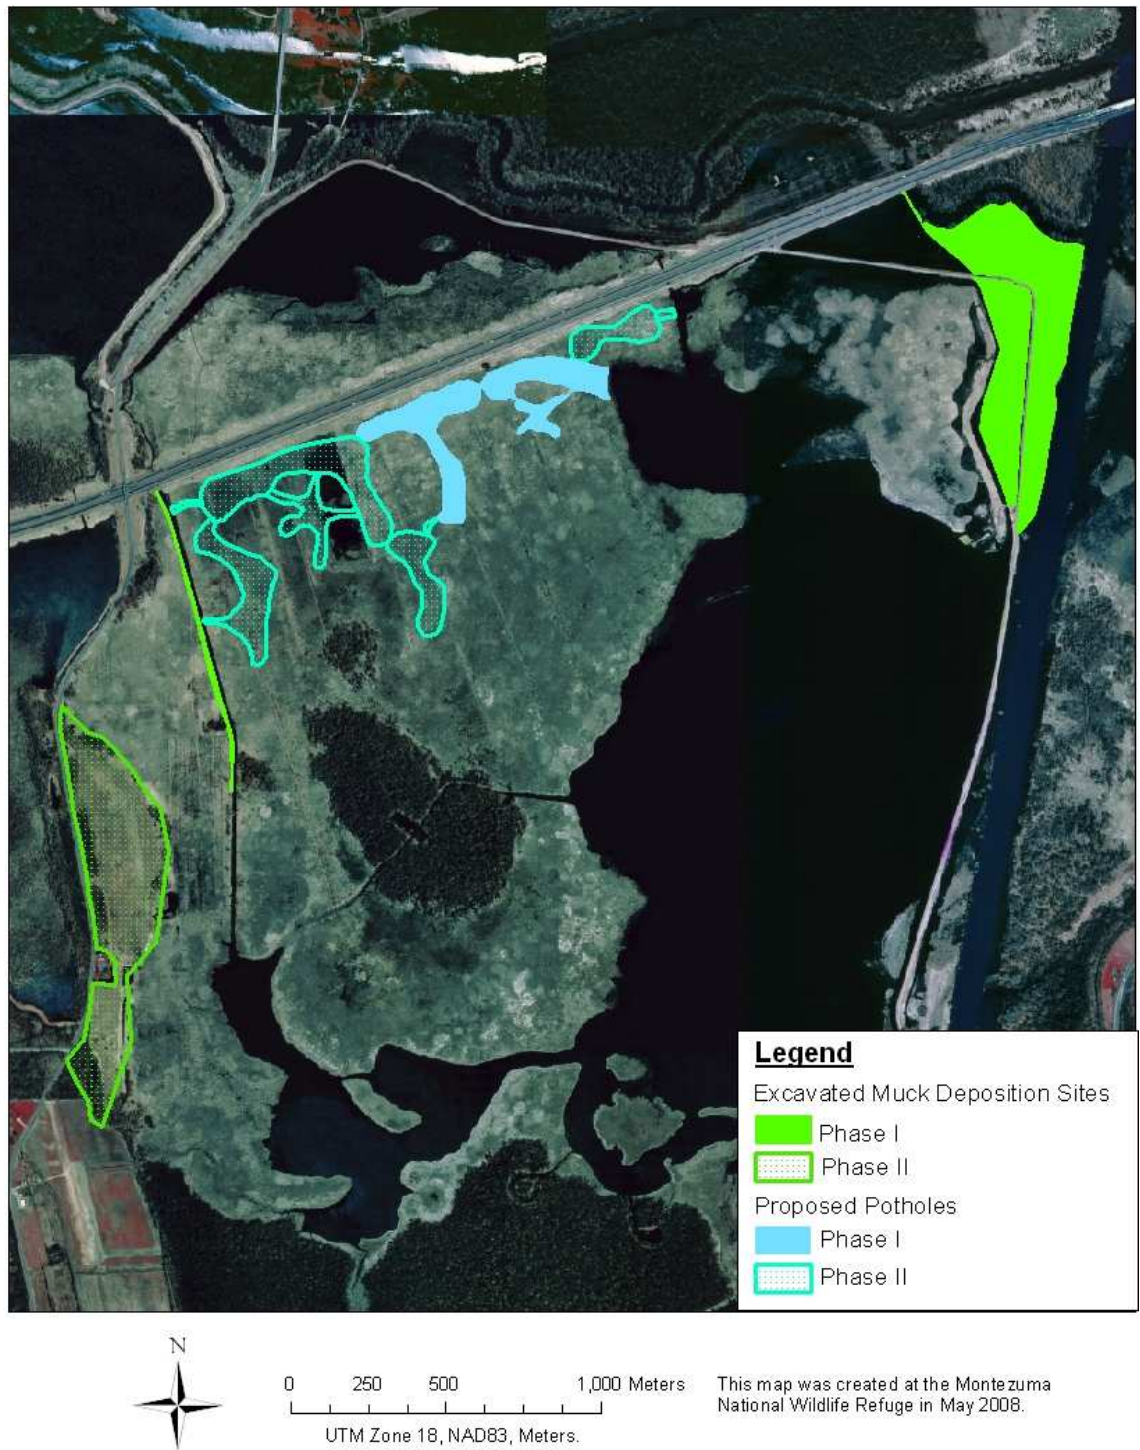 Legend
Excavated Muck Deposition Sites
Phase I
Phase II
Proposed Potholes
Phase I
Phase II
N
0 250 500 1,000 Meters
UTM Zone 18, NAD83, Meters.
This map was created at the Montezuma
National Wildlife Refuge in May 2008.